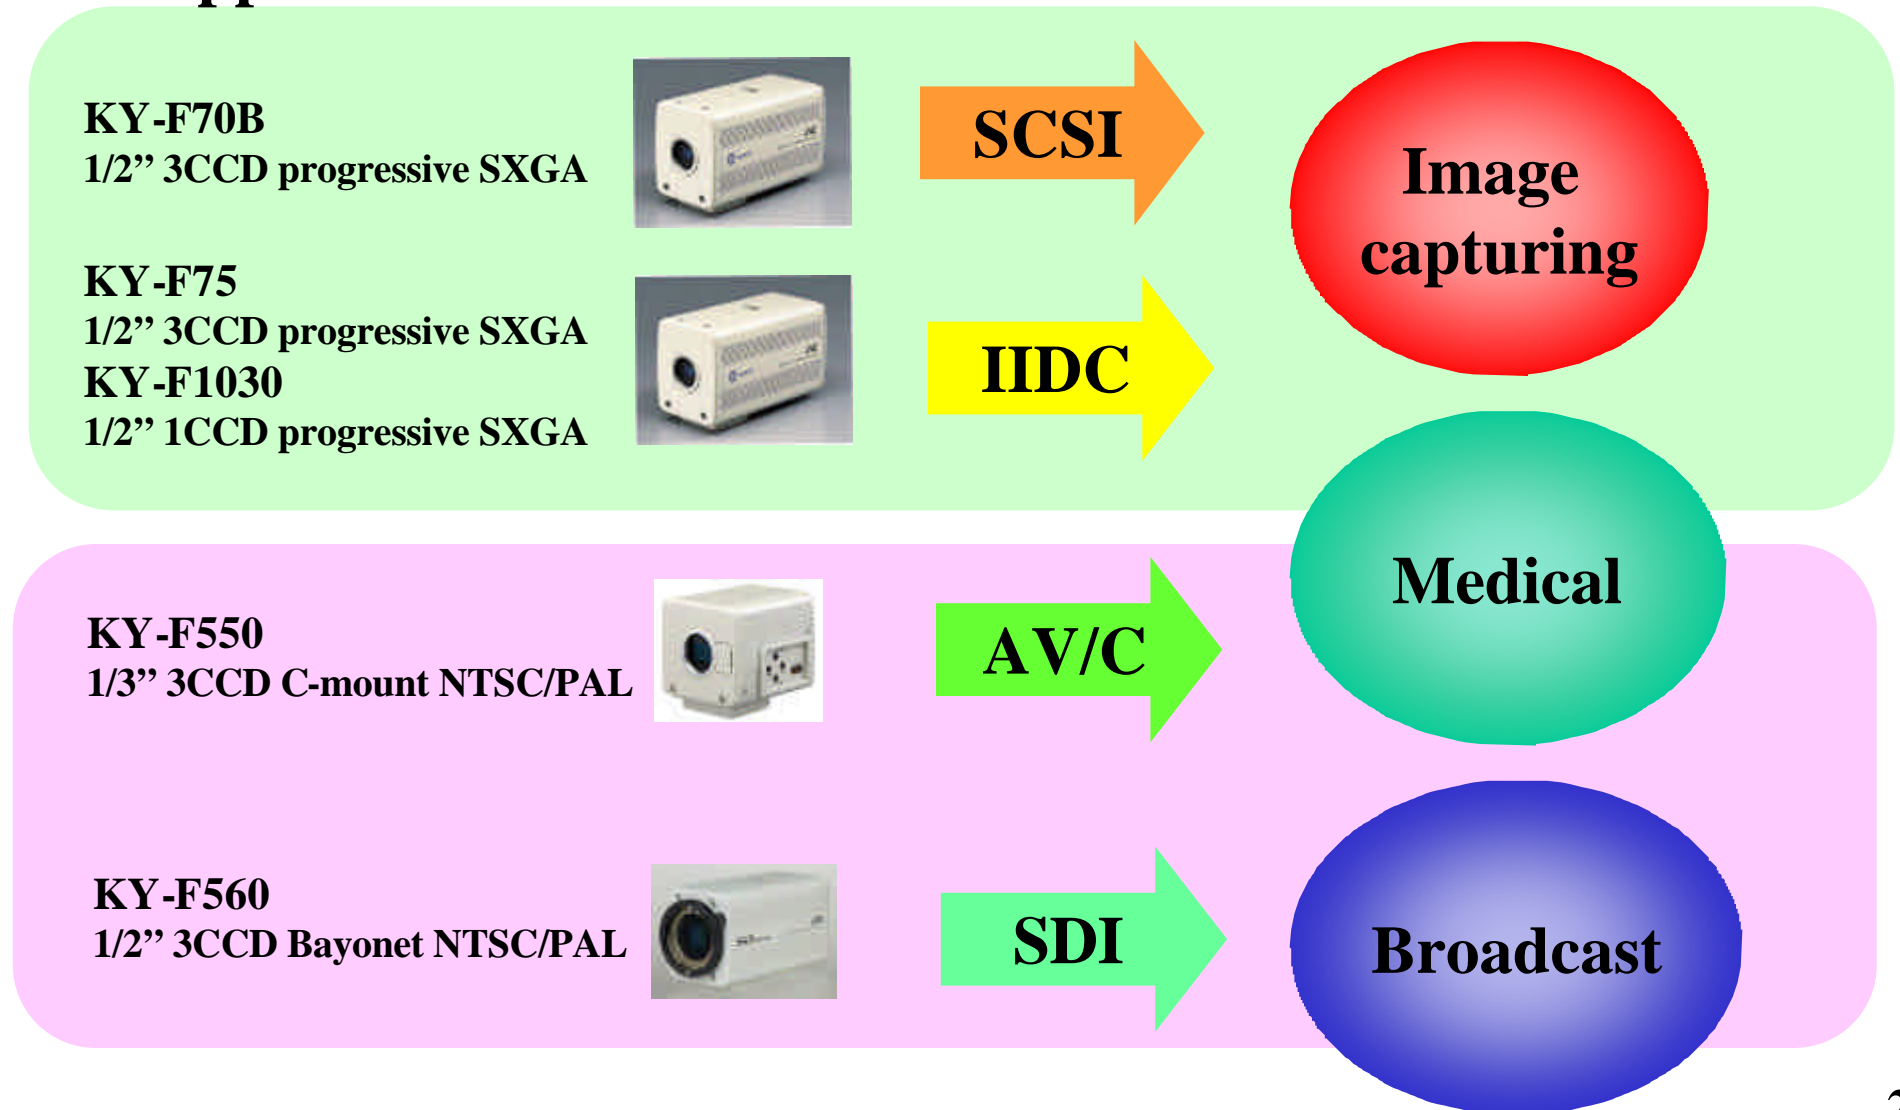 KY-F70B
1/2” 3CCD progressive SXGA
SCSI
Image
capturing
KY-F75
1/2” 3CCD progressive SXGA
KY-F1030
1/2” 1CCD progressive SXGA
IIDC
Medical
KY-F550
1/3” 3CCD C-mount NTSC/PAL
AV/C
KY-F560
1/2” 3CCD Bayonet NTSC/PAL
SDI
Broadcast